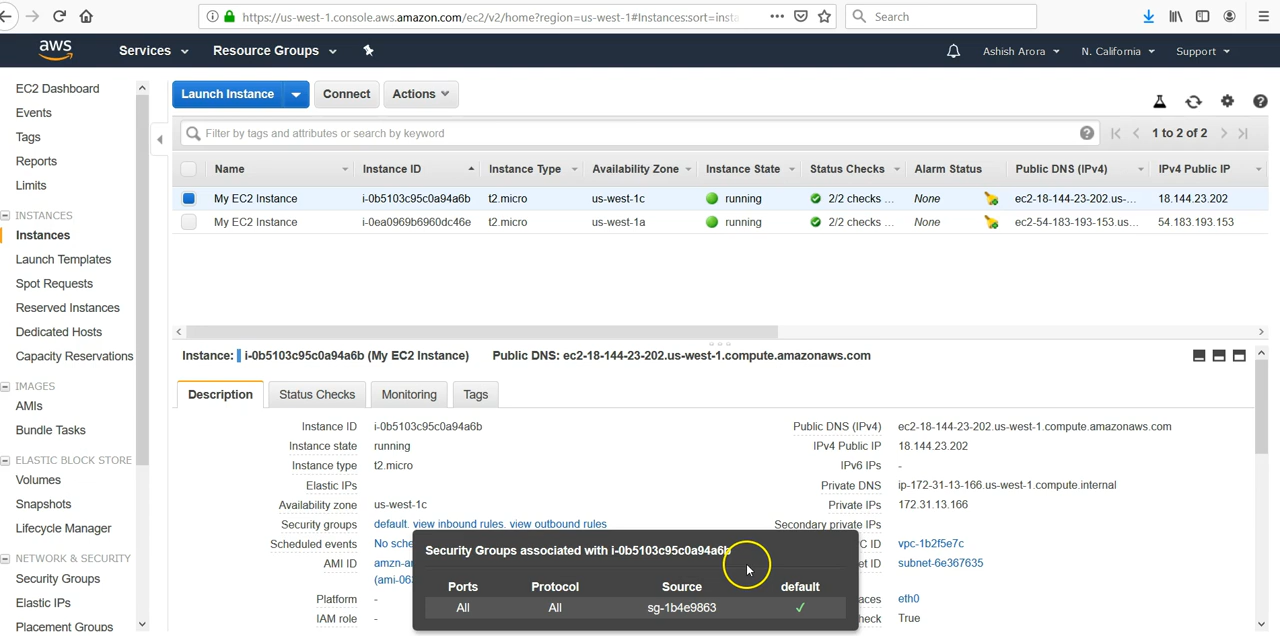 https://us-west-1.console.aws.amazon.com/ec2/v2/home?region=us-west-1#Instances:sort=insta
Search
aws
Services
Resource Groups
Ashish Arora
N. California
Support
EC2 Dashboard
Events
Tags
Reports
Limits
INSTANCES
Instances
Launch Templates
Spot Requests
Reserved Instances
Dedicated Hosts
Capacity Reservations
IMAGES
AMIs
Bundle Tasks
ELASTIC BLOCK STORE
Volumes
Snapshots
Lifecycle Manager
NETWORK & SECURITY
Security Groups
Elastic IPs
Placement Groups
Launch Instance Connect Actions
Filter by tags and attributes or search by keyword
1 to 2 of 2
Name Instance ID Instance Type Availability Zone Instance State Status Checks Alarm Status Public DNS (IPv4) IPv4 Public IP
My EC2 Instance i-0b5103c95c0a94a6b t2.micro us-west-1c running 2/2 checks ... None ec2-18-144-23-202.us-... 18.144.23.202
My EC2 Instance i-0ea0969b6960dc46e t2.micro us-west-1a running 2/2 checks ... None ec2-54-183-193-153.us... 54.183.193.153
Instance: i-0b5103c95c0a94a6b (My EC2 Instance) Public DNS: ec2-18-144-23-202.us-west-1.compute.amazonaws.com
Description Status Checks Monitoring Tags
Instance ID i-0b5103c95c0a94a6b
Instance state running
Instance type t2.micro
Elastic IPs
Availability zone us-west-1c
Security groups default. view inbound rules. view outbound rules
Scheduled events No sche
AMI ID amzn-a
(ami-06
Platform -
IAM role -
Public DNS (IPv4) ec2-18-144-23-202.us-west-1.compute.amazonaws.com
IPv4 Public IP 18.144.23.202
IPv6 IPs -
Private DNS ip-172-31-13-166.us-west-1.compute.internal
Private IPs 172.31.13.166
Secondary private IPs
C ID vpc-1b2f5e7c
et ID subnet-6e367635
aces eth0
heck True
Security Groups associated with i-0b5103c95c0a94a6b
Ports Protocol Source default
All All sg-1b4e9863